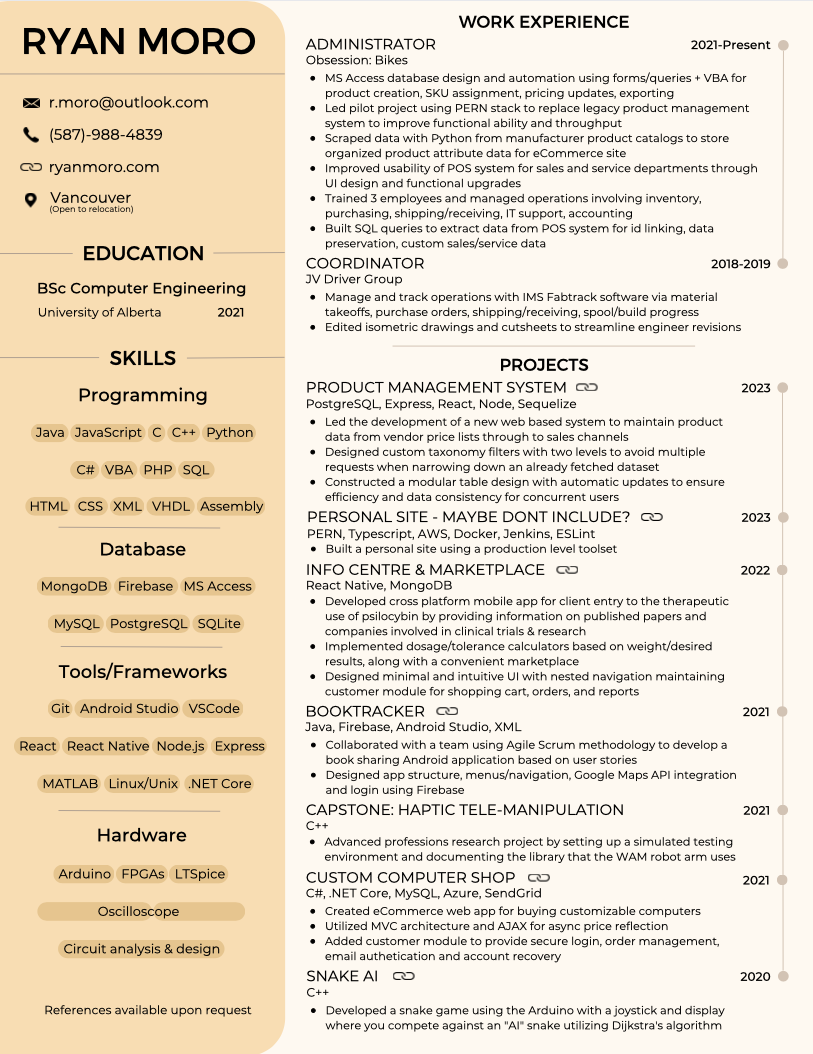 RYAN MORO
r.moro@outlook.com
(587)-988-4839
ryanmoro.com
Vancouver
(Open to relocation)
EDUCATION
BSc Computer Engineering
University of Alberta 2021
SKILLS
Programming
Java JavaScript C C++ Python
C# VBA PHP SQL
HTML CSS XML VHDL Assembly
Database
MongoDB Firebase MS Access
MySQL PostgreSQL SQLite
Tools/Frameworks
Git Android Studio VSCode
React React Native Node.js Express
MATLAB Linux/Unix .NET Core
Hardware
Arduino FPGAs LTSpice
Oscilloscope
Circuit analysis & design
References available upon request
WORK EXPERIENCE
ADMINISTRATOR 2021-Present
Obsession: Bikes
• MS Access database design and automation using forms/queries + VBA for
product creation, SKU assignment, pricing updates, exporting
• Led pilot project using PERN stack to replace legacy product management
system to improve functional ability and throughput
• Scraped data with Python from manufacturer product catalogs to store
organized product attribute data for eCommerce site
• Improved usability of POS system for sales and service departments through
UI design and functional upgrades
• Trained 3 employees and managed operations involving inventory,
purchasing, shipping/receiving, IT support, accounting
• Built SQL queries to extract data from POS system for id linking, data
preservation, custom sales/service data
COORDINATOR 2018-2019
JV Driver Group
• Manage and track operations with IMS Fabtrack software via material
takeoffs, purchase orders, shipping/receiving, spool/build progress
• Edited isometric drawings and cutsheets to streamline engineer revisions
PROJECTS
PRODUCT MANAGEMENT SYSTEM 2023
PostgreSQL, Express, React, Node, Sequelize
• Led the development of a new web based system to maintain product
data from vendor price lists through to sales channels
• Designed custom taxonomy filters with two levels to avoid multiple
requests when narrowing down an already fetched dataset
• Constructed a modular table design with automatic updates to ensure
efficiency and data consistency for concurrent users
PERSONAL SITE - MAYBE DONT INCLUDE? 2023
PERN, Typescript, AWS, Docker, Jenkins, ESLint
• Built a personal site using a production level toolset
INFO CENTRE & MARKETPLACE 2022
React Native, MongoDB
• Developed cross platform mobile app for client entry to the therapeutic
use of psilocybin by providing information on published papers and
companies involved in clinical trials & research
• Implemented dosage/tolerance calculators based on weight/desired
results, along with a convenient marketplace
• Designed minimal and intuitive UI with nested navigation maintaining
customer module for shopping cart, orders, and reports
BOOKTRACKER 2021
Java, Firebase, Android Studio, XML
• Collaborated with a team using Agile Scrum methodology to develop a
book sharing Android application based on user stories
• Designed app structure, menus/navigation, Google Maps API integration
and login using Firebase
CAPSTONE: HAPTIC TELE-MANIPULATION 2021
C++
• Advanced professions research project by setting up a simulated testing
environment and documenting the library that the WAM robot arm uses
CUSTOM COMPUTER SHOP 2021
C#, .NET Core, MySQL, Azure, SendGrid
• Created eCommerce web app for buying customizable computers
• Utilized MVC architecture and AJAX for async price reflection
• Added customer module to provide secure login, order management,
email authetication and account recovery
SNAKE AI 2020
C++
• Developed a snake game using the Arduino with a joystick and display
where you compete against an "AI" snake utilizing Dijkstra's algorithm